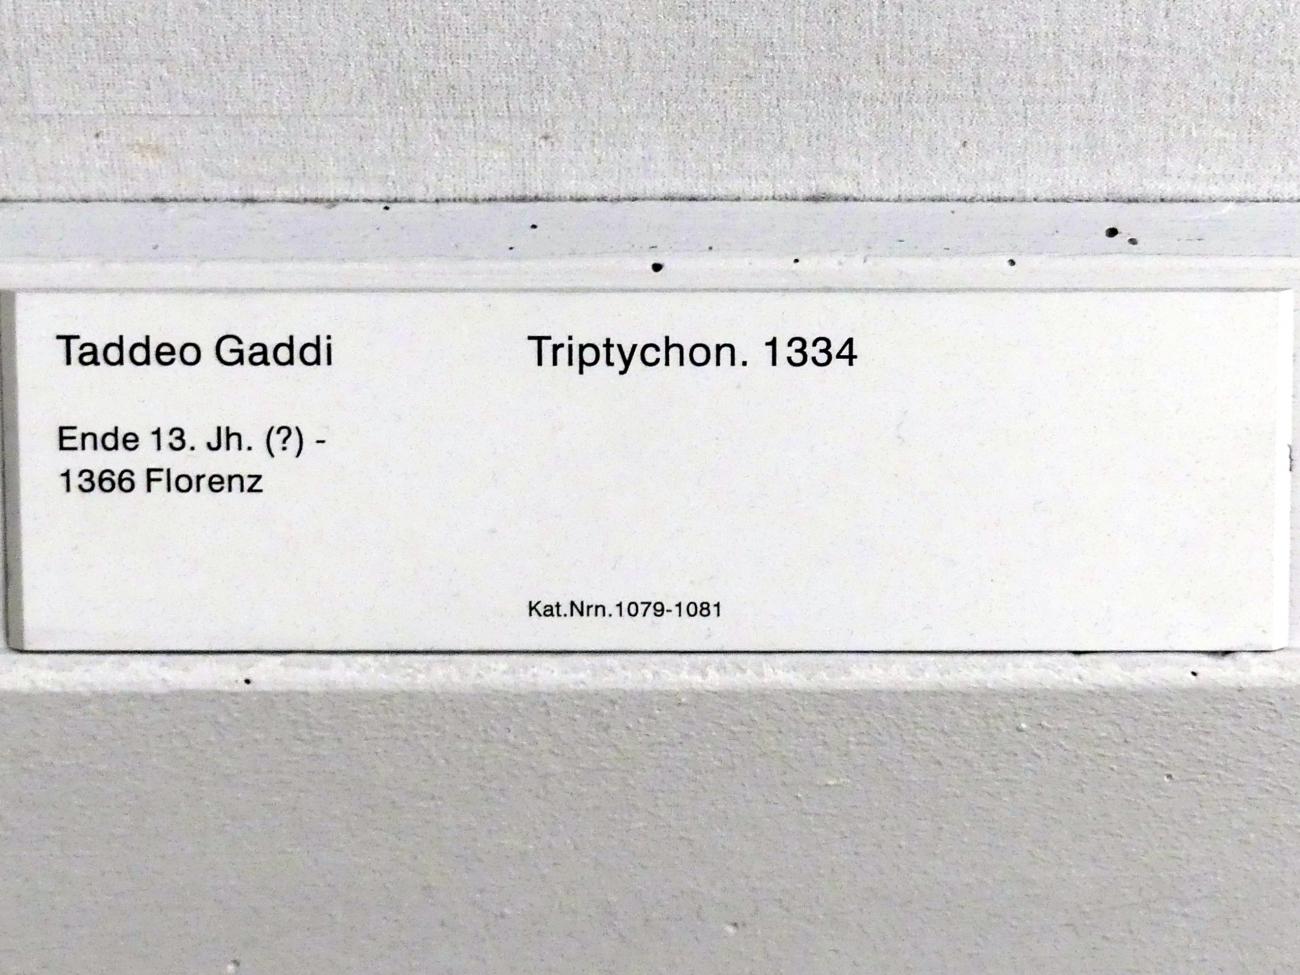 Taddeo Gaddi
Ende 13. Jh. (?) -
1366 Florenz
Triptychon. 1334
Kat.Nrn.1079-1081